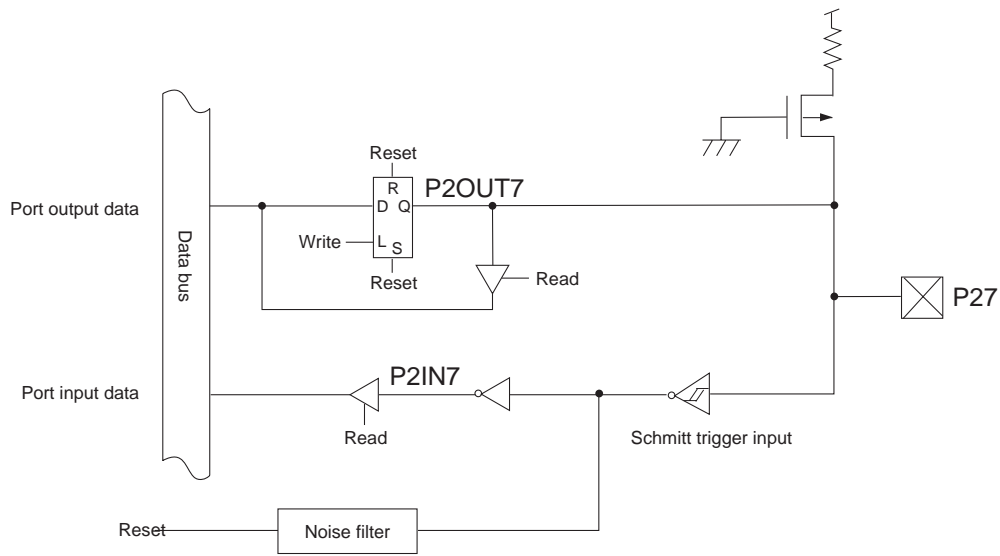 Reset
P2OUT7
R
Port output data
D Q
Write
L
S
Reset
Read
Data bus
P27
P2IN7
Port input data
Read
Schmitt trigger input
Reset
Noise filter